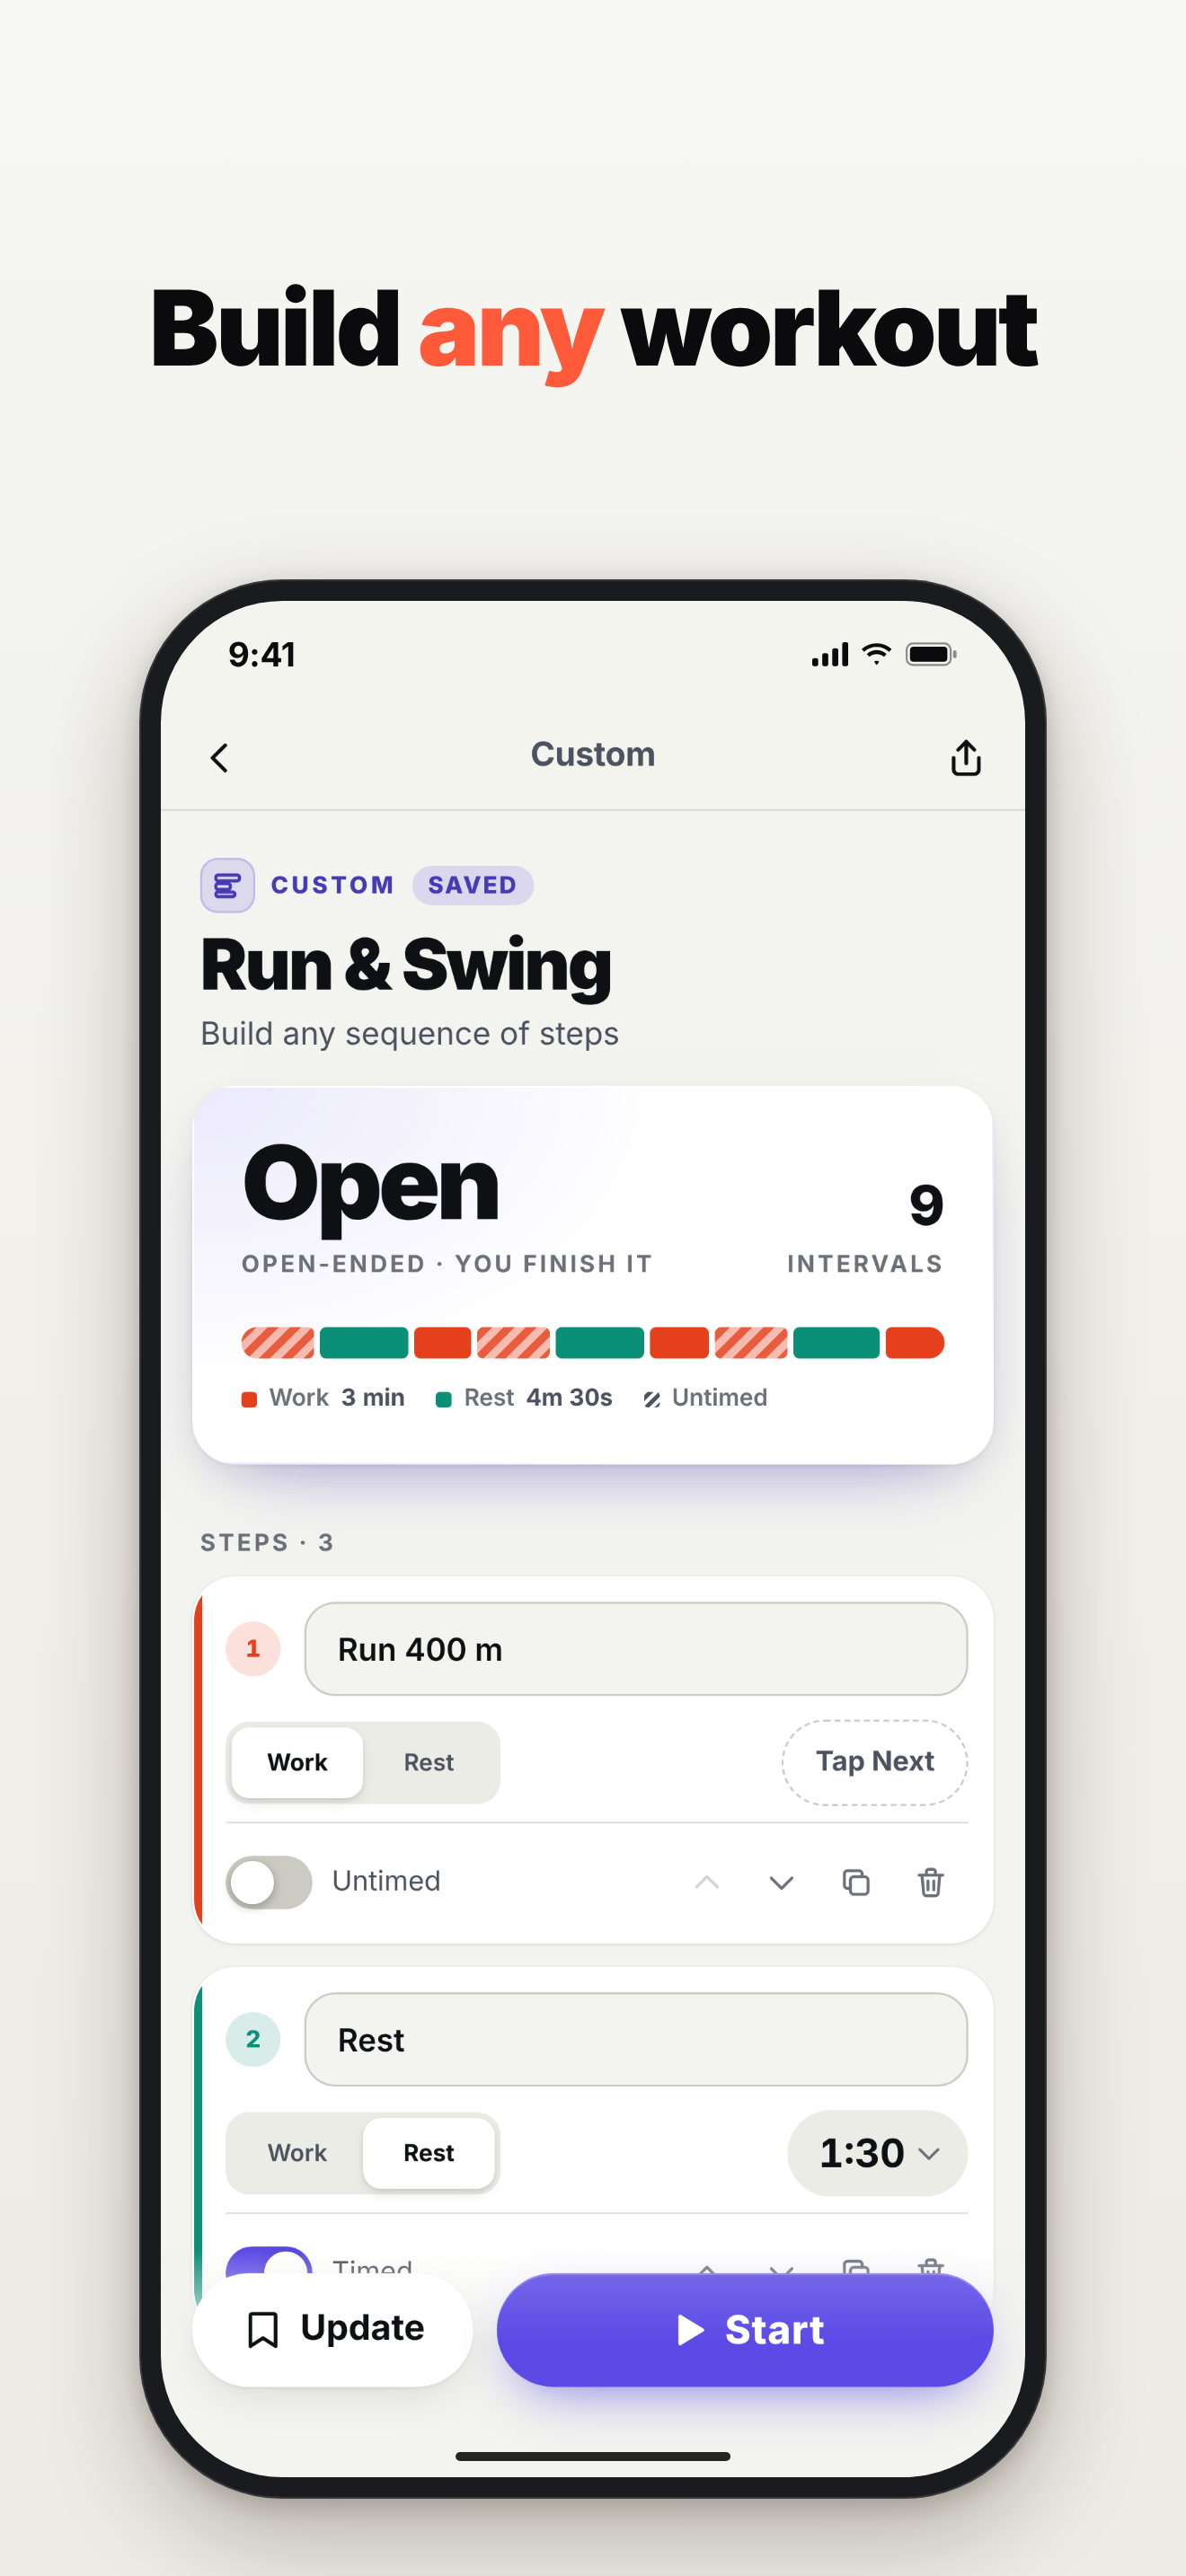 Build any workout
9:41
Custom
CUSTOM SAVED
Run & Swing
Build any sequence of steps
Open
9
OPEN-ENDED · YOU FINISH IT
INTERVALS
Work 3 min Rest 4m 30s Untimed
STEPS · 3
1 Run 400 m
Work Rest Tap Next
Untimed
2 Rest
Work Rest 1:30
Timed
Update Start